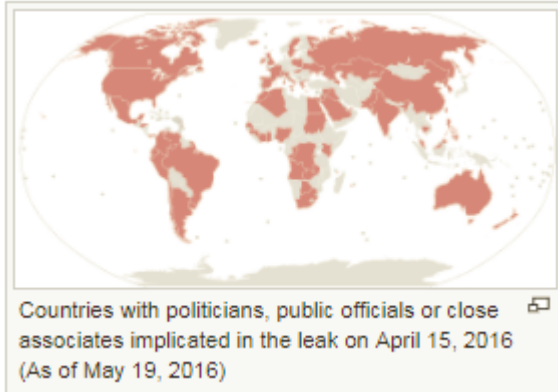 Countries with politicians, public officials or close
associates implicated in the leak on April 15, 2016
(As of May 19, 2016)